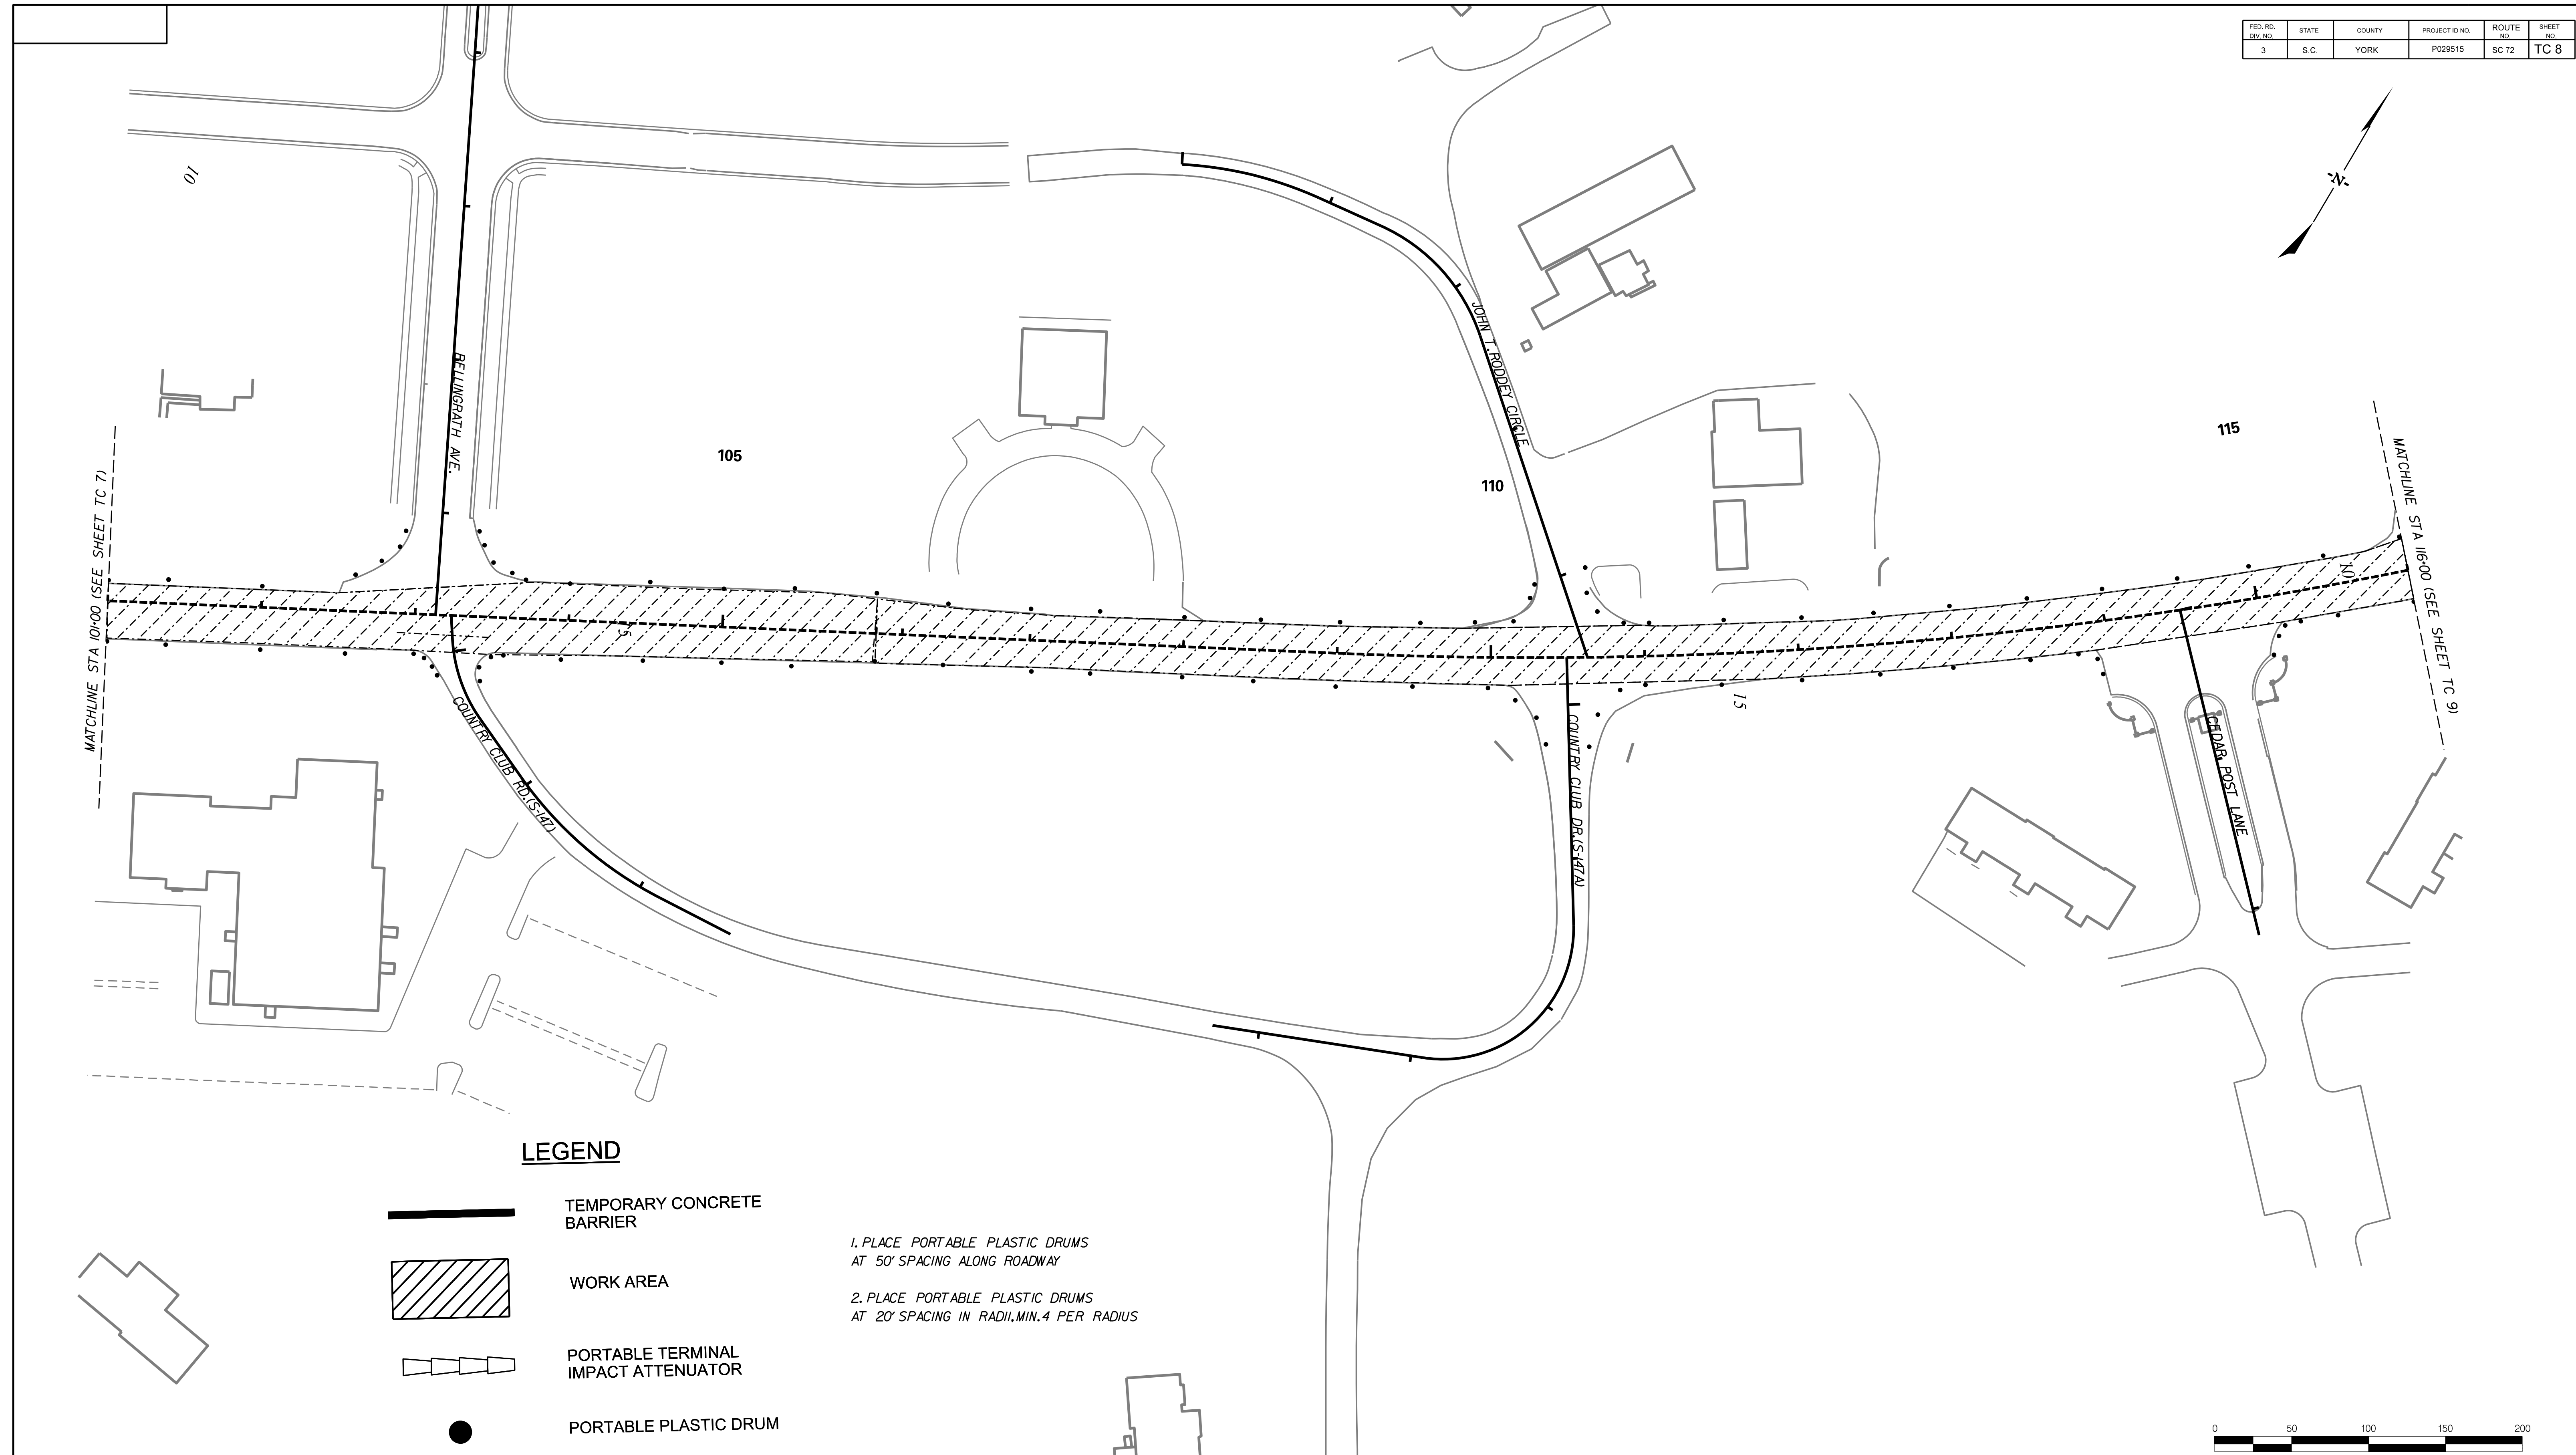 FED. RD. DIV. NO.
STATE
COUNTY
PROJECT ID NO.
ROUTE NO.
SHEET NO.
3
S.C.
YORK
P029515
SC 72
TC 8
-N-
10
BELLINGRATH AVE.
JOHN T. RODDEY CIRCLE
105
110
115
MATCHLINE STA 101+00 (SEE SHEET TC 7)
MATCHLINE STA 116+00 (SEE SHEET TC 9)
5
10
15
COUNTRY CLUB RD.(S-147)
COUNTRY CLUB DR.(S-147A)
CEDAR POST LANE
LEGEND
TEMPORARY CONCRETE
BARRIER
WORK AREA
PORTABLE TERMINAL
IMPACT ATTENUATOR
PORTABLE PLASTIC DRUM
1. PLACE PORTABLE PLASTIC DRUMS
AT 50' SPACING ALONG ROADWAY
2. PLACE PORTABLE PLASTIC DRUMS
AT 20' SPACING IN RADII, MIN. 4 PER RADIUS
0 50 100 150 200